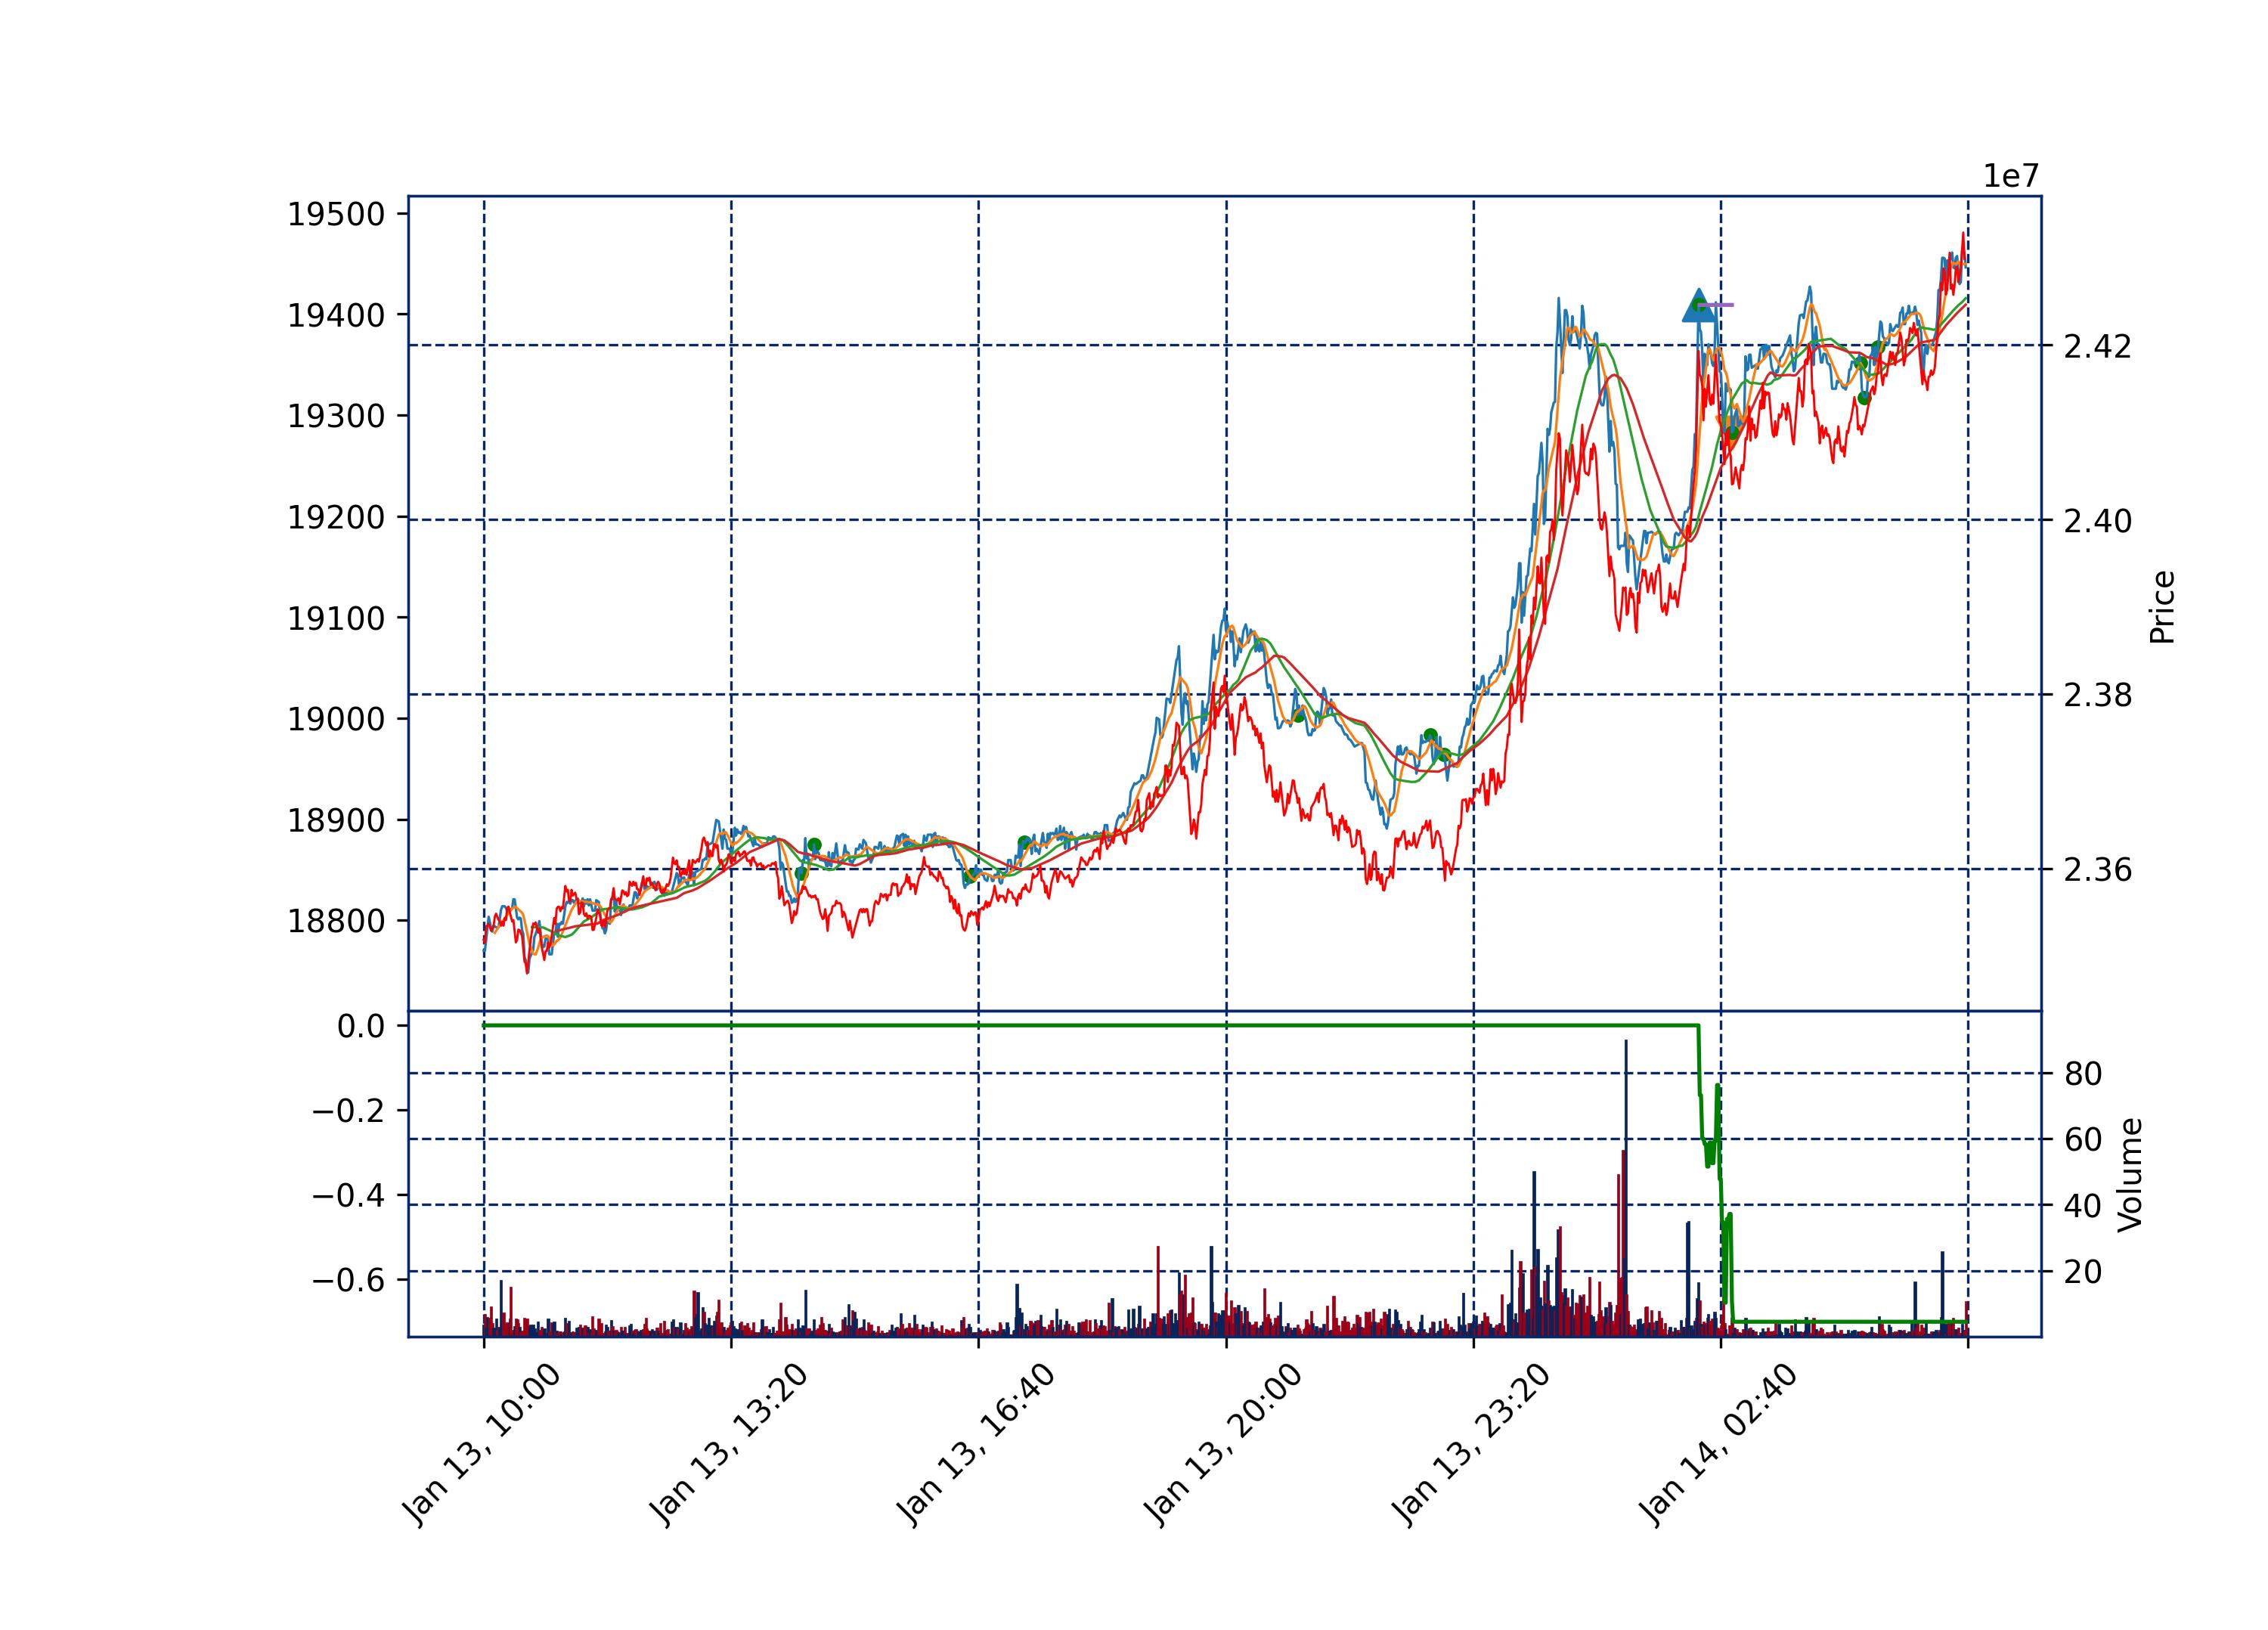 1e7
19500
19400
19300
19200
19100
19000
18900
18800
2.42
2.40
2.38
2.36
Price
0.0
−0.2
−0.4
−0.6
80
60
40
20
Volume
Jan 13, 10:00
Jan 13, 13:20
Jan 13, 16:40
Jan 13, 20:00
Jan 13, 23:20
Jan 14, 02:40